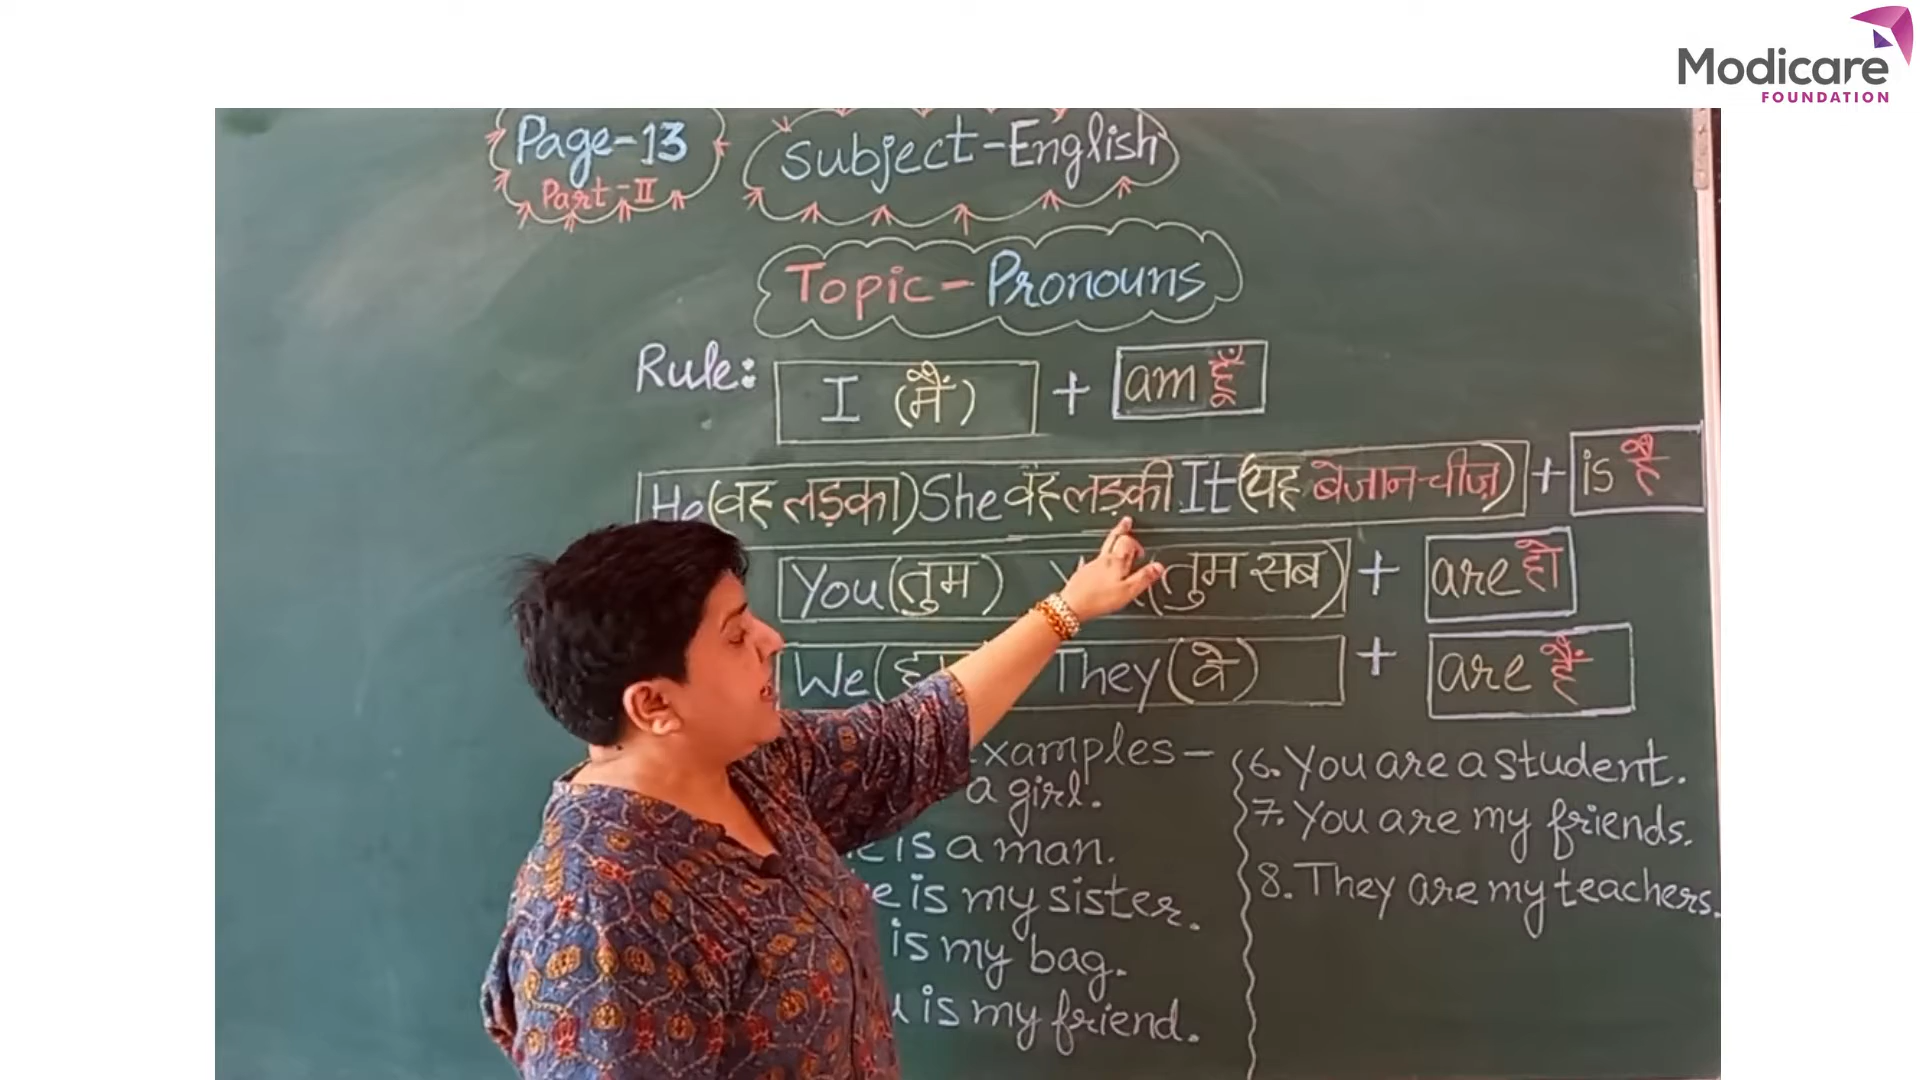 Modicare
FOUNDATION
Page-13
Part-II
Subject-English
Topic-Pronouns
Rule: I (मैं) + am हूँ
He (वह लड़का) She वह लड़की It (यह बेजान-चीज़) + is है
You (तुम) (तुम सब) + are हो
We They (वे) + are हैं
a girl.
is a man.
is my sister.
is my bag.
is my friend.
6. You are a student.
7. You are my friends.
8. They are my teachers.